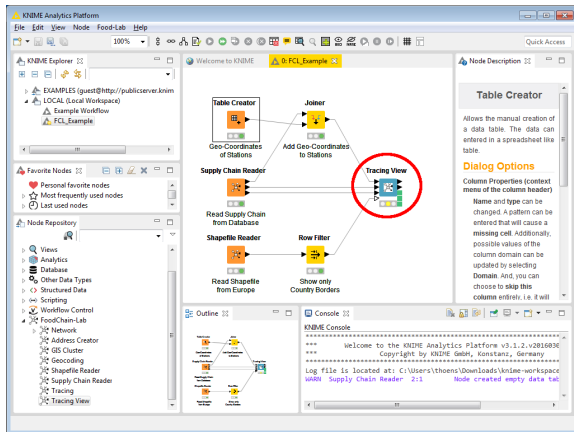 KNIME Analytics Platform
File Edit View Node Food-Lab Help
100%
Quick Access
KNIME Explorer
EXAMPLES (guest@http://publicserver.knim
LOCAL (Local Workspace)
Example Workflow
FCL_Example
Favorite Nodes
Personal favorite nodes
Most frequently used nodes
Last used nodes
Node Repository
Views
Analytics
Database
Other Data Types
Structured Data
Scripting
Workflow Control
FoodChain-Lab
Network
Address Creator
GIS Cluster
Geocoding
Shapefile Reader
Supply Chain Reader
Tracing
Tracing View
Welcome to KNIME
0: FCL_Example
Table Creator
Geo-Coordinates
of Stations
Joiner
Add Geo-Coordinates
to Stations
Supply Chain Reader
Read Supply Chain
from Database
Tracing View
Shapefile Reader
Read Shapefile
from Europe
Row Filter
Show only
Country Borders
Node Description
Table Creator
Allows the manual creation of
a data table. The data can
entered in a spreadsheet like
table.
Dialog Options
Column Properties (context
menu of the column header)
Name and type can be
changed. A pattern can be
entered that will cause a
missing cell. Additionally,
possible values of the
column domain can be
updated by selecting
Domain. And, you can
choose to skip this
column entirely, i.e. it will
Outline
Console
KNIME Console
***********************************************
*** Welcome to the KNIME Analytics Platform v3.1.2.v2016030
*** Copyright by KNIME GmbH, Konstanz, Germany
***********************************************
Log file is located at: C:\Users\thoens\Downloads\knime-workspace
WARN Supply Chain Reader 2:1 Node created empty data tab